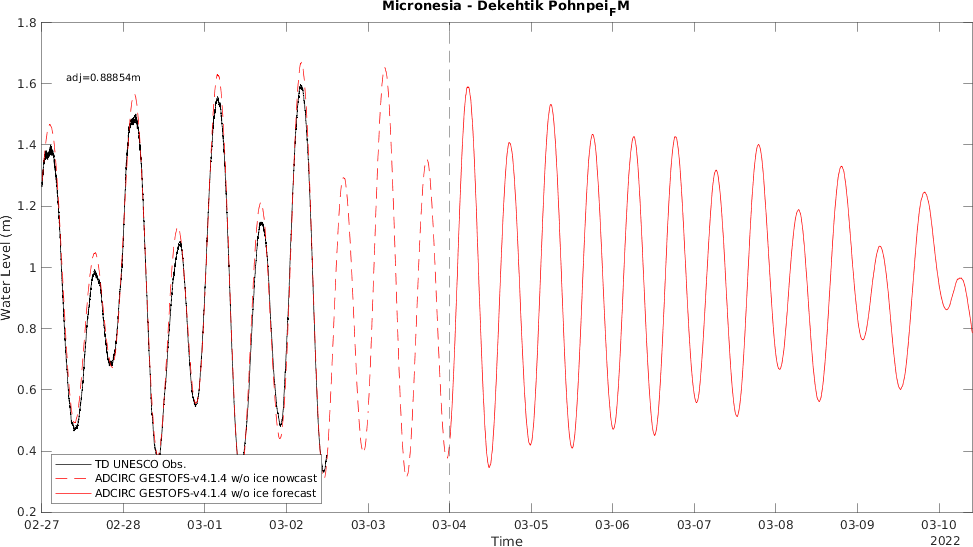 Micronesia - Dekehtik Pohnpei_FM
1.8
1.6
1.4
1.2
1
0.8
0.6
0.4
0.2
Water Level (m)
adj=0.88854m
TD UNESCO Obs.
ADCIRC GESTOFS-v4.1.4 w/o ice nowcast
ADCIRC GESTOFS-v4.1.4 w/o ice forecast
02-27 02-28 03-01 03-02 03-03 03-04 03-05 03-06 03-07 03-08 03-09 03-10
Time 2022